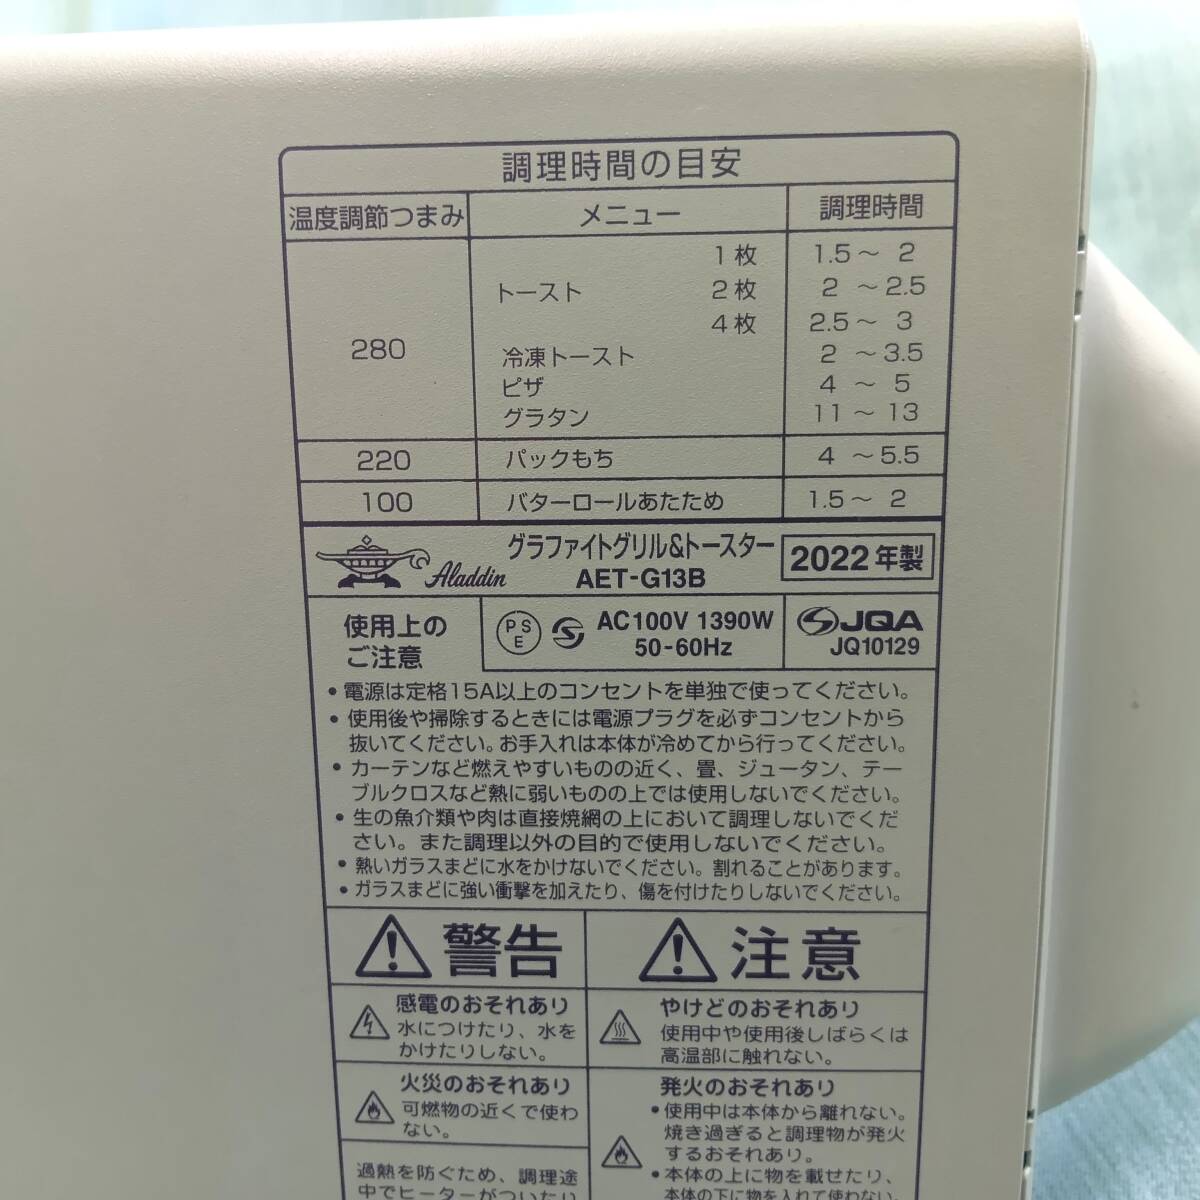 調理時間の目安
温度調節つまみ メニュー 調理時間
280 トースト 1枚 1.5～ 2
2枚 2 ～2.5
4枚 2.5～ 3
冷凍トースト 2 ～3.5
ピザ 4 ～ 5
グラタン 11～ 13
220 パックもち 4 ～5.5
100 バターロールあたため 1.5～ 2
Aladdin
グラファイトグリル&トースター
AET-G13B
2022年製
使用上の
ご注意
PSE
AC100V 1390W
50-60Hz
JQA
JQ10129
•電源は定格15A以上のコンセントを単独で使ってください。
•使用後や掃除するときには電源プラグを必ずコンセントから
抜いてください。お手入れは本体が冷めてから行ってください。
•カーテンなど燃えやすいものの近く、畳、ジュータン、テー
ブルクロスなど熱に弱いものの上では使用しないでください。
•生の魚介類や肉は直接焼網の上において調理しないでくだ
さい。また調理以外の目的で使用しないでください。
•熱いガラスまどに水をかけないでください。割れることがあります。
•ガラスまどに強い衝撃を加えたり、傷を付けたりしないでください。
警告
感電のおそれあり
水につけたり、水を
かけたりしない。
火災のおそれあり
可燃物の近くで使わ
ない。
過熱を防ぐため、調理途
中でヒーターがついたり
注意
やけどのおそれあり
使用中や使用後しばらくは
高温部に触れない。
発火のおそれあり
•使用中は本体から離れない。
焼き過ぎると調理物が発火
するおそれあり。
•本体の上に物を載せたり、
本体の下に物を入れて使わない。